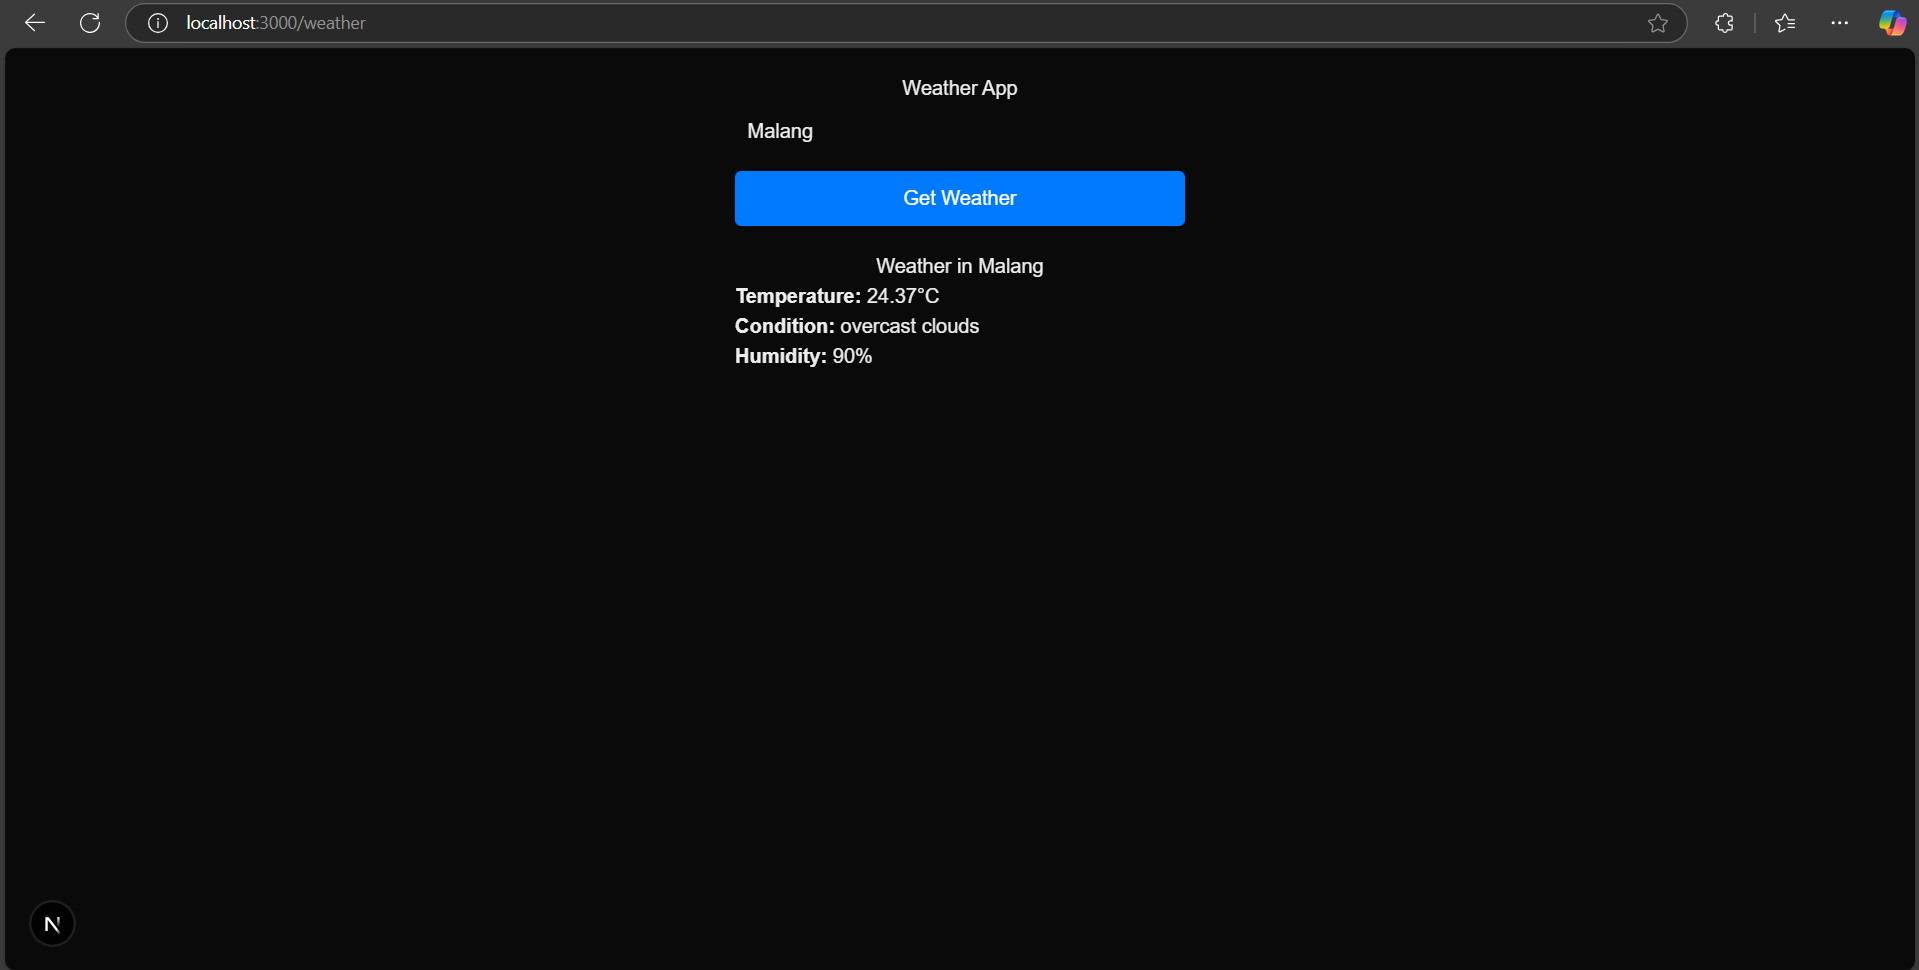 localhost:3000/weather
Weather App
Malang
Get Weather
Weather in Malang
Temperature: 24.37°C
Condition: overcast clouds
Humidity: 90%
N